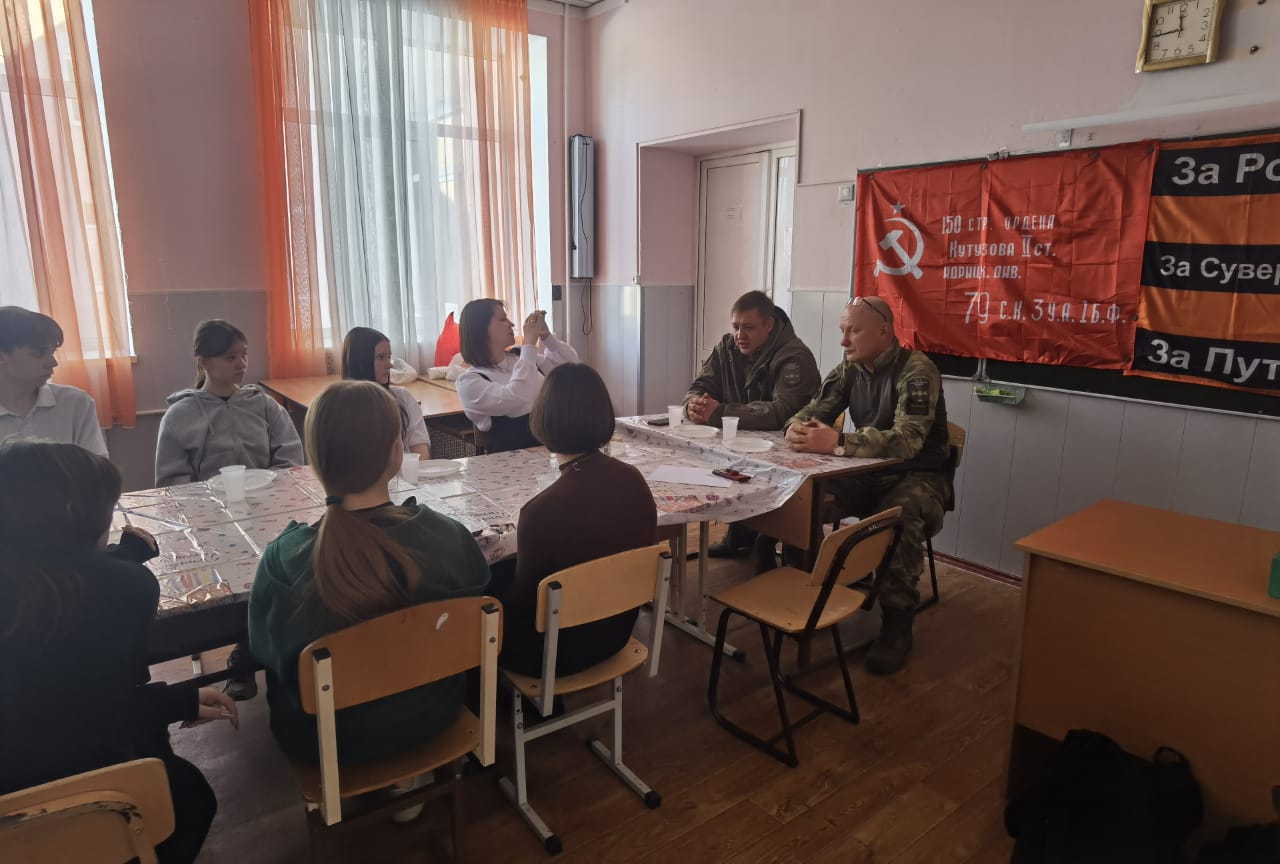 150 СТР. ОРДЕНА
КУТУЗОВА II СТ.
ИДРИЦК. ДИВ.
79 С.К. 3 У.А. 1 Б.Ф.
За Ро
За Сувер
За Пут